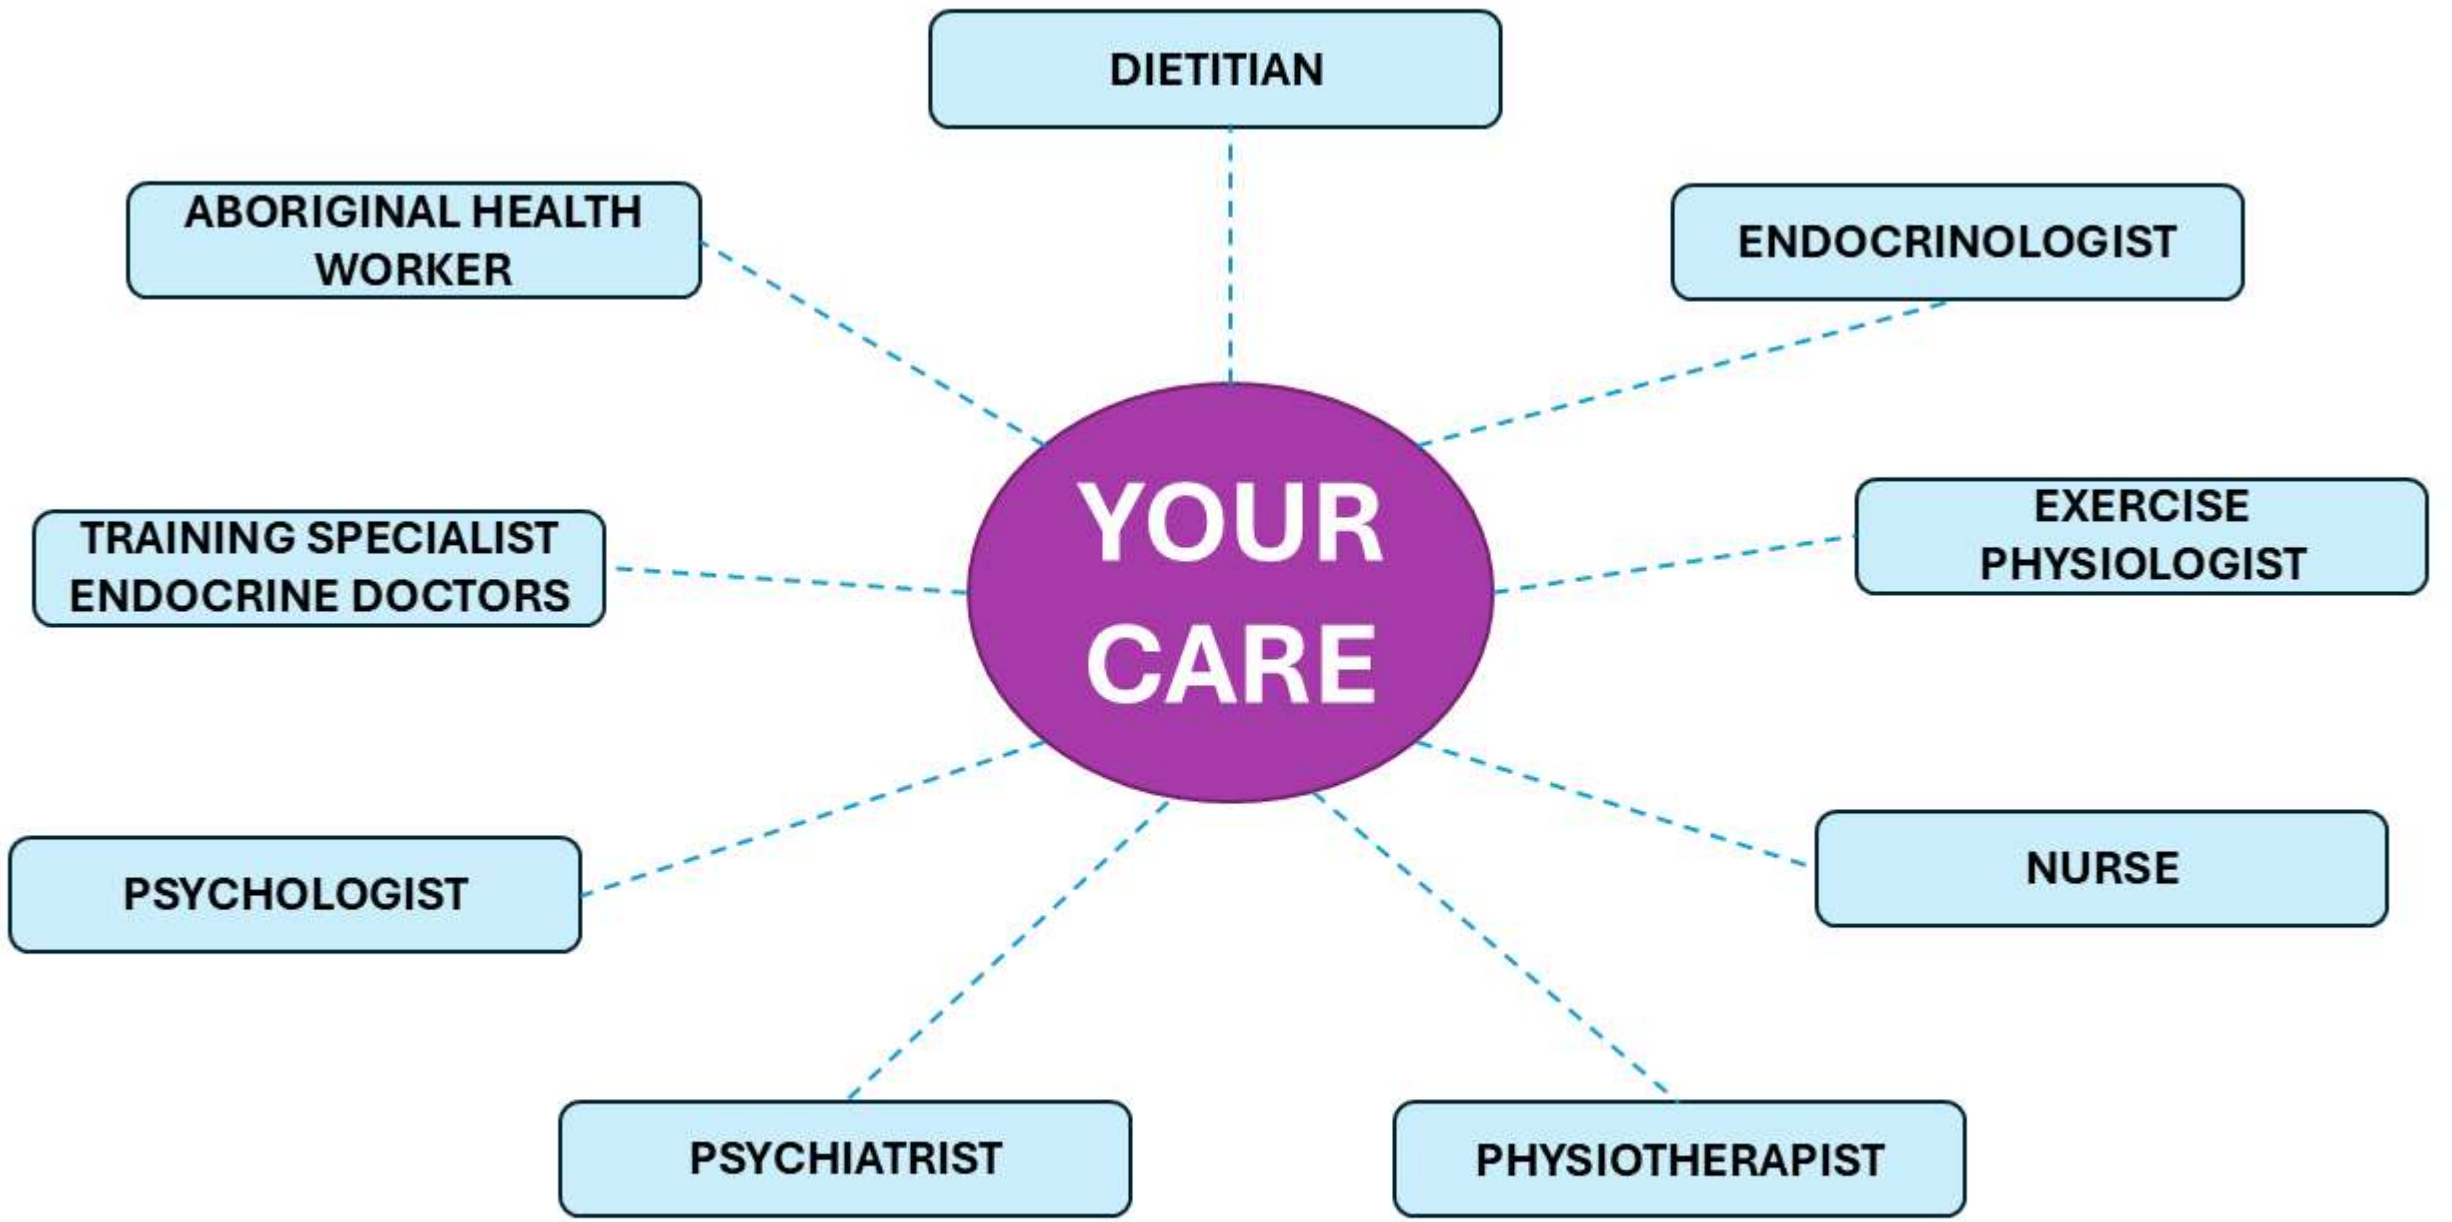 DIETITIAN
ABORIGINAL HEALTH
WORKER
ENDOCRINOLOGIST
YOUR
CARE
EXERCISE
PHYSIOLOGIST
TRAINING SPECIALIST
ENDOCRINE DOCTORS
NURSE
PSYCHOLOGIST
PSYCHIATRIST
PHYSIOTHERAPIST